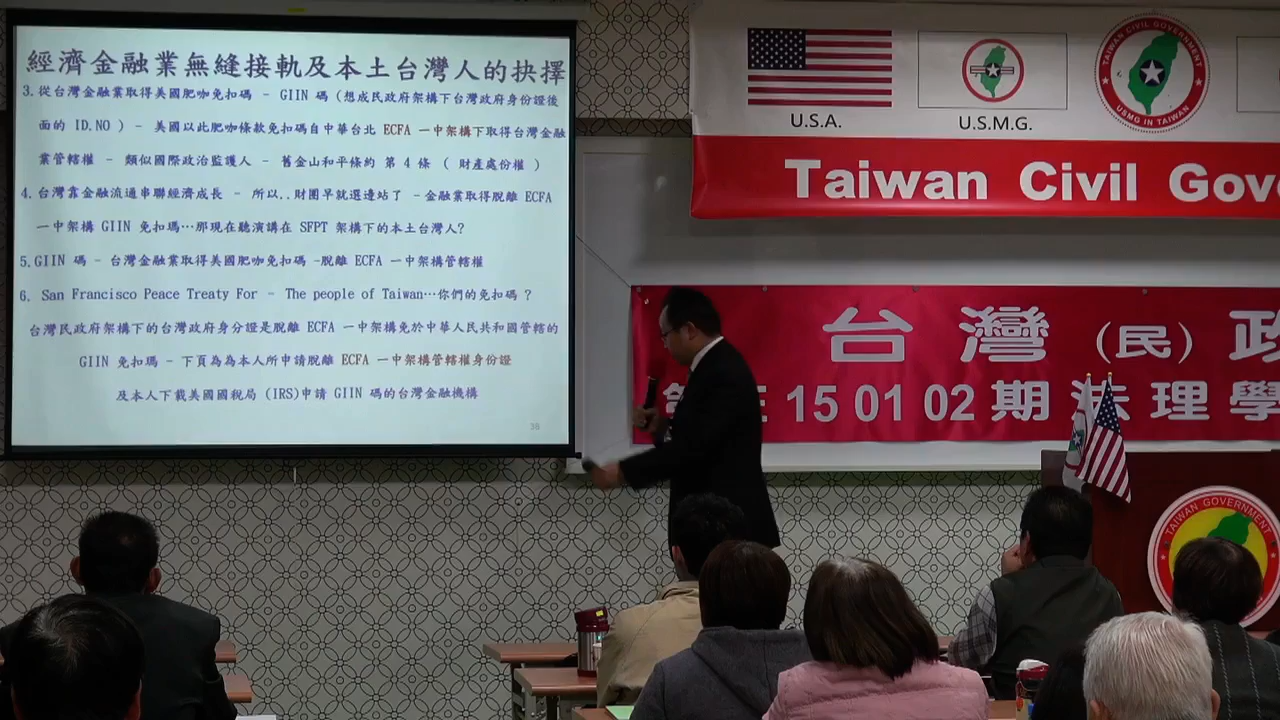 經濟金融業無縫接軌及本土台灣人的抉擇
3.從台灣金融業取得美國肥咖免扣碼 - GIIN 碼 (想成民政府架構下台灣政府身份證後
面的 ID.NO ) - 美國以此肥咖條款免扣碼自中華台北 ECFA 一中架構下取得台灣金融
業管轄權 - 類似國際政治監護人 - 舊金山和平條約 第 4 條 ( 財產處份權 )
4.台灣靠金融流通串聯經濟成長 - 所以..財團早就選邊站了 -金融業取得脫離 ECFA
一中架構 GIIN 免扣瑪…那現在聽演講在 SFPT 架構下的本土台灣人?
5.GIIN 碼 - 台灣金融業取得美國肥咖免扣碼 -脫離 ECFA 一中架構管轄權
6. San Francisco Peace Treaty For - The people of Taiwan…你們的免扣碼 ?
台灣民政府架構下的台灣政府身分證是脫離 ECFA 一中架構免於中華人民共和國管轄的
GIIN 免扣瑪 - 下頁為為本人所申請脫離 ECFA 一中架構管轄權身份證
及本人下載美國國稅局 (IRS)申請 GIIN 碼的台灣金融機構
36
U.S.A.
U.S.M.G.
TAIWAN CIVIL GOVERNMENT
USMG IN TAIWAN
Taiwan Civil Gov
台灣(民)政
15 01 02 期法理學
TAIWAN GOVERNMENT